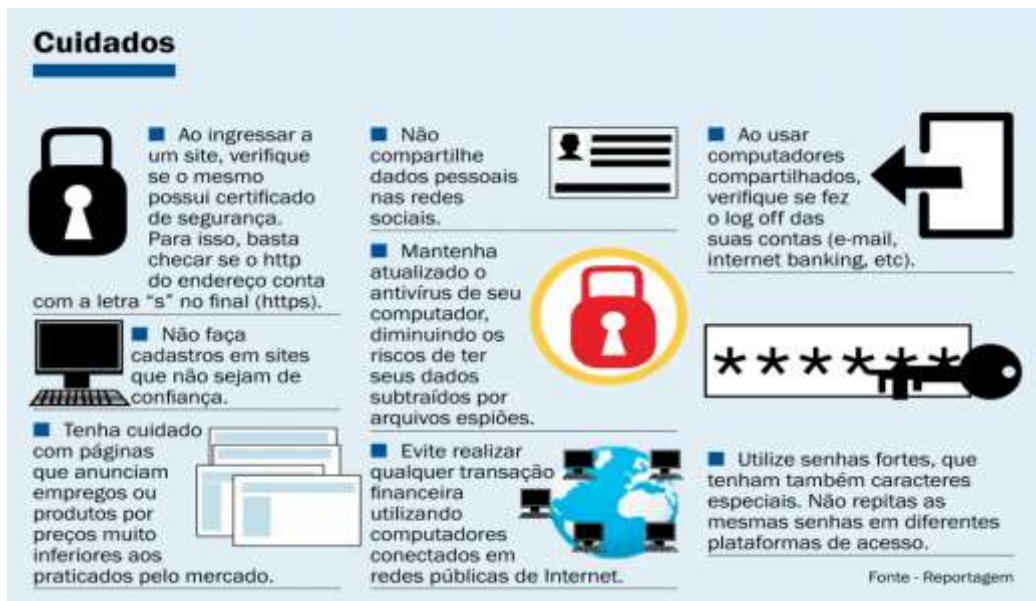 Cuidados
■ Ao ingressar a
um site, verifique
se o mesmo
possui certificado
de segurança.
Para isso, basta
checar se o http
do endereço conta
com a letra “s” no final (https).
■ Não faça
cadastros em sites
que não sejam de
confiança.
■ Tenha cuidado
com páginas
que anunciam
empregos ou
produtos por
preços muito
inferiores aos
praticados pelo mercado.
■ Não
compartilhe
dados pessoais
nas redes
sociais.
■ Mantenha
atualizado o
antivírus de seu
computador,
diminuindo os
riscos de ter
seus dados
subtraídos por
arquivos espiões.
■ Evite realizar
qualquer transação
financeira
utilizando
computadores
conectados em
redes públicas de Internet.
■ Ao usar
computadores
compartilhados,
verifique se fez
o log off das
suas contas (e-mail,
internet banking, etc).
*******
■ Utilize senhas fortes, que
tenham também caracteres
especiais. Não repitas as
mesmas senhas em diferentes
plataformas de acesso.
Fonte - Reportagem